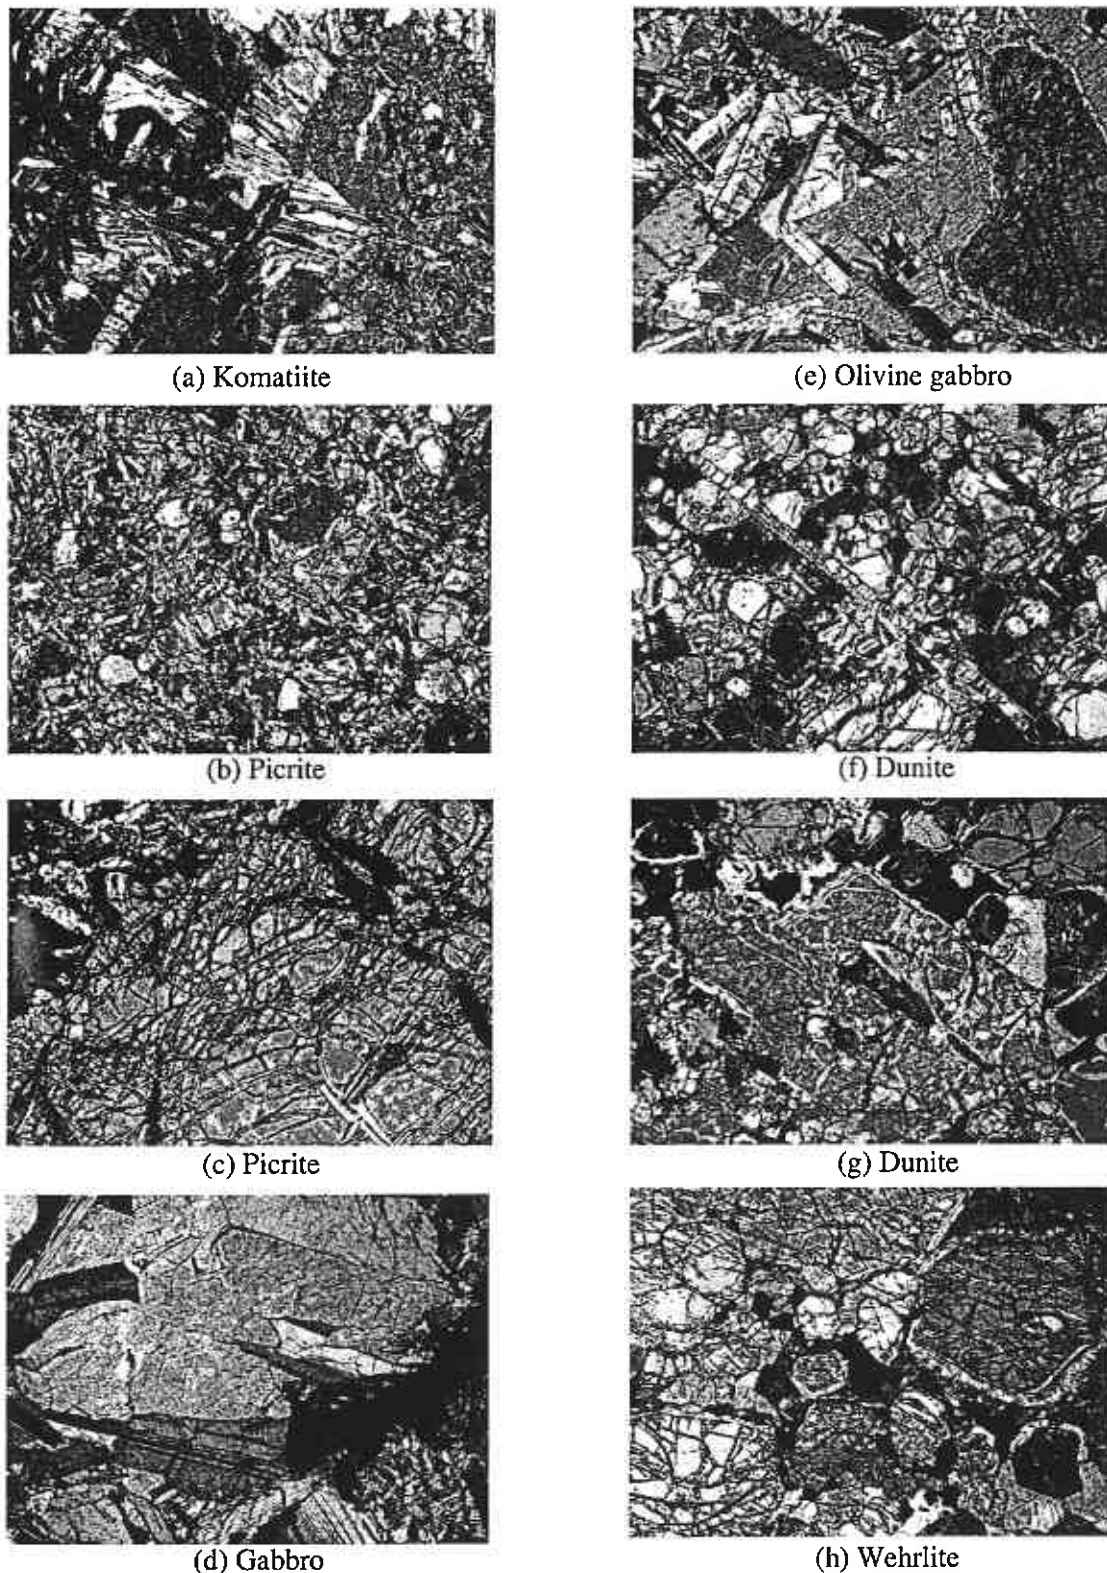 (a) Komatiite
(e) Olivine gabbro
(b) Picrite
(f) Dunite
(c) Picrite
(g) Dunite
(d) Gabbro
(h) Wehrlite